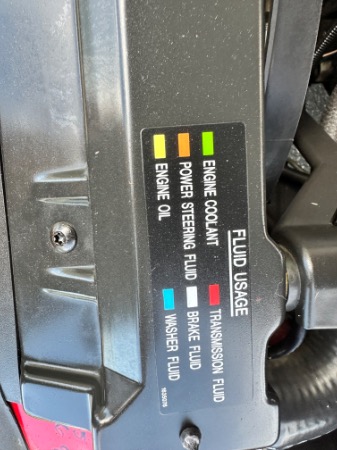 FLUID USAGE
ENGINE COOLANT TRANSMISSION FLUID
POWER STEERING FLUID BRAKE FLUID
ENGINE OIL WASHER FLUID